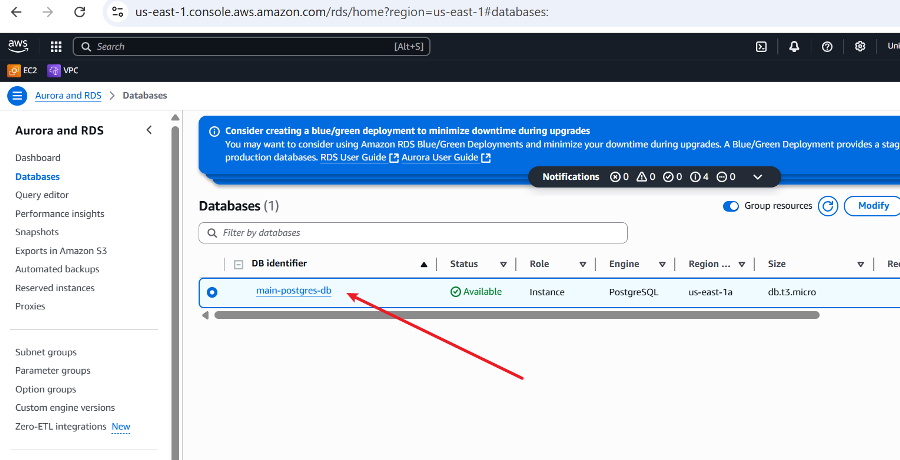 us-east-1.console.aws.amazon.com/rds/home?region=us-east-1#databases:
aws
Search
[Alt+S]
Uni
EC2
VPC
Aurora and RDS
Databases
Aurora and RDS
Dashboard
Databases
Query editor
Performance insights
Snapshots
Exports in Amazon S3
Automated backups
Reserved instances
Proxies
Subnet groups
Parameter groups
Option groups
Custom engine versions
Zero-ETL integrations New
Consider creating a blue/green deployment to minimize downtime during upgrades
You may want to consider using Amazon RDS Blue/Green Deployments and minimize your downtime during upgrades. A Blue/Green Deployment provides a stag
production databases. RDS User Guide Aurora User Guide
Notifications 0 0 0 4 0
Databases (1)
Group resources
Modify
Filter by databases
DB identifier Status Role Engine Region ... Size Rec
main-postgres-db Available Instance PostgreSQL us-east-1a db.t3.micro